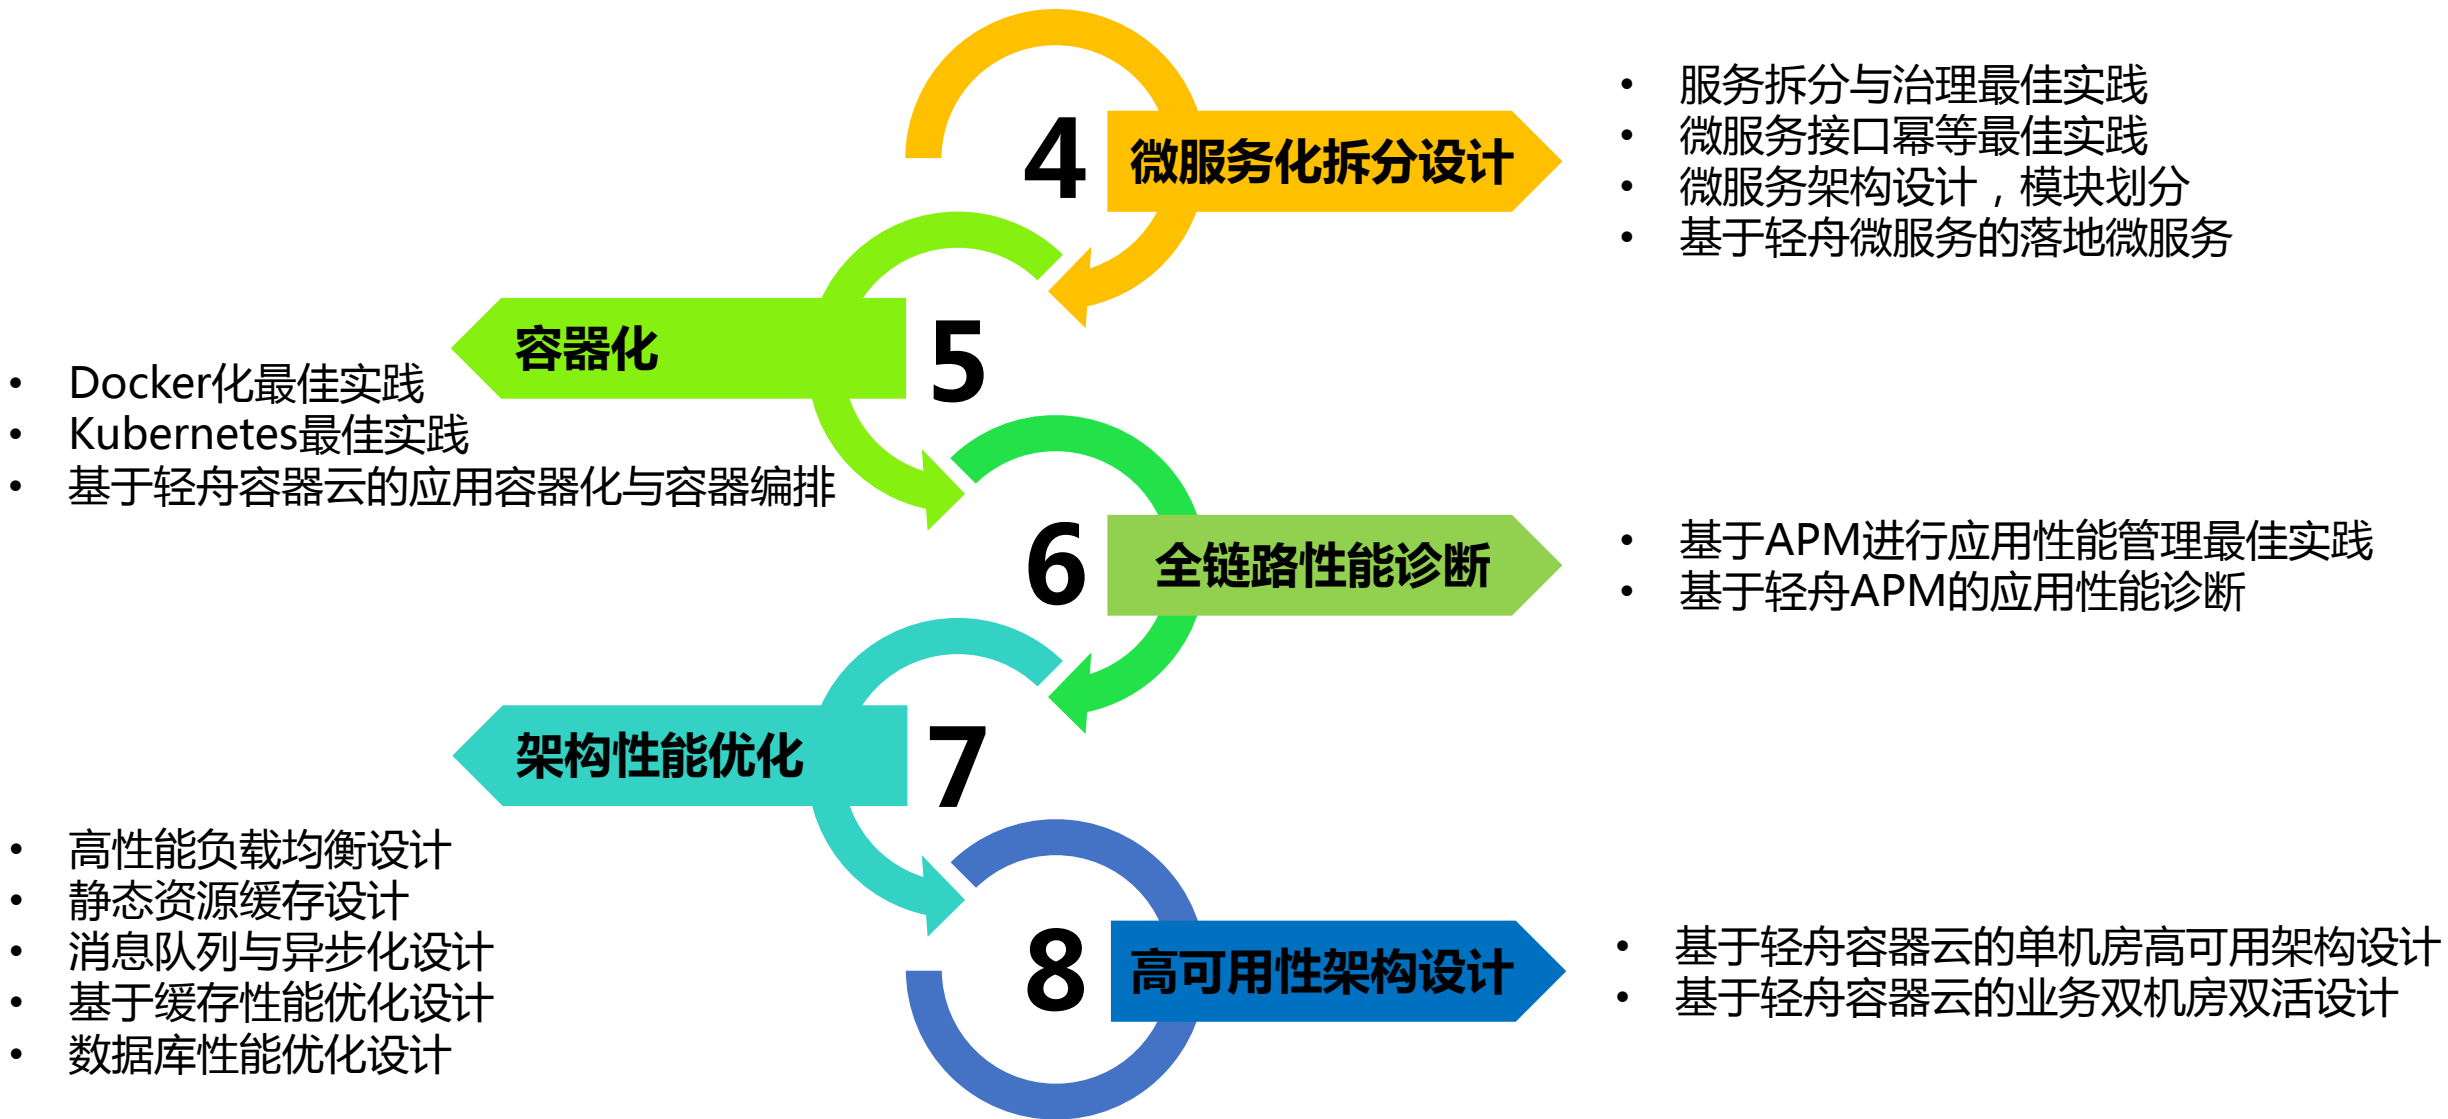 4
微服务化拆分设计
• 服务拆分与治理最佳实践
• 微服务接口幂等最佳实践
• 微服务架构设计，模块划分
• 基于轻舟微服务的落地微服务
容器化
5
• Docker化最佳实践
• Kubernetes最佳实践
• 基于轻舟容器云的应用容器化与容器编排
6
全链路性能诊断
• 基于APM进行应用性能管理最佳实践
• 基于轻舟APM的应用性能诊断
架构性能优化
7
• 高性能负载均衡设计
• 静态资源缓存设计
• 消息队列与异步化设计
• 基于缓存性能优化设计
• 数据库性能优化设计
8
高可用性架构设计
• 基于轻舟容器云的单机房高可用架构设计
• 基于轻舟容器云的业务双机房双活设计